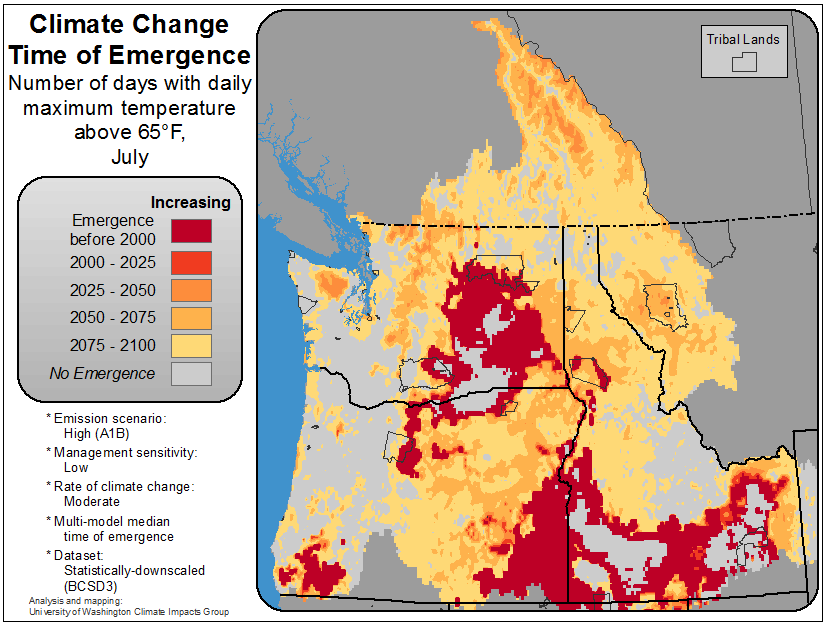 Climate Change
Time of Emergence
Number of days with daily
maximum temperature
above 65°F,
July
Tribal Lands
Increasing
Emergence
before 2000
2000 - 2025
2025 - 2050
2050 - 2075
2075 - 2100
No Emergence
* Emission scenario:
High (A1B)
* Management sensitivity:
Low
* Rate of climate change:
Moderate
* Multi-model median
time of emergence
* Dataset:
Statistically-downscaled
(BCSD3)
Analysis and mapping:
University of Washington Climate Impacts Group